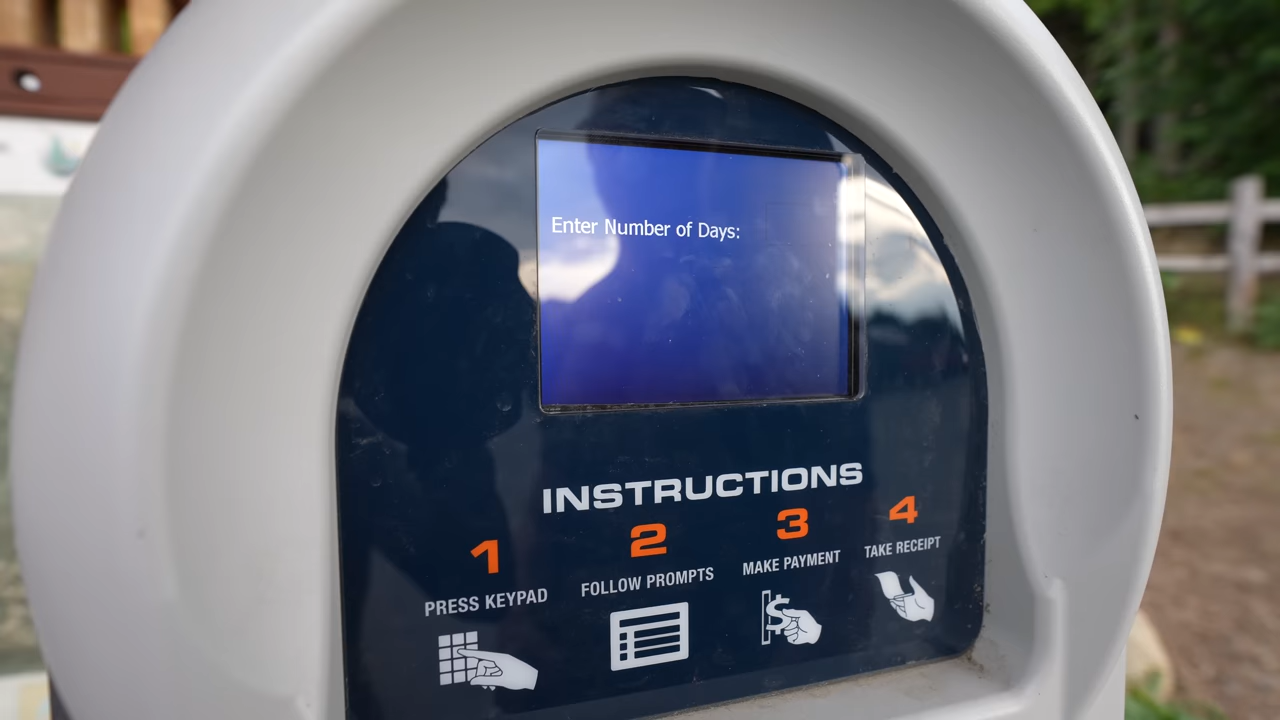 Enter Number of Days:
INSTRUCTIONS
1 2 3 4
PRESS KEYPAD FOLLOW PROMPTS MAKE PAYMENT TAKE RECEIPT
$